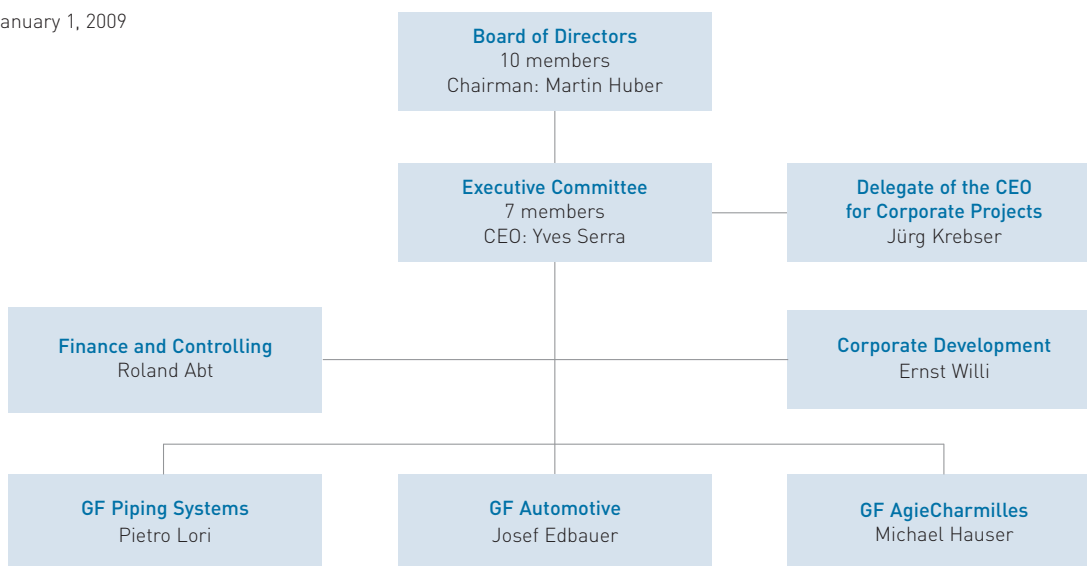 anuary 1, 2009
Board of Directors
10 members
Chairman: Martin Huber
Executive Committee
7 members
CEO: Yves Serra
Delegate of the CEO
for Corporate Projects
Jürg Krebser
Finance and Controlling
Roland Abt
Corporate Development
Ernst Willi
GF Piping Systems
Pietro Lori
GF Automotive
Josef Edbauer
GF AgieCharmilles
Michael Hauser